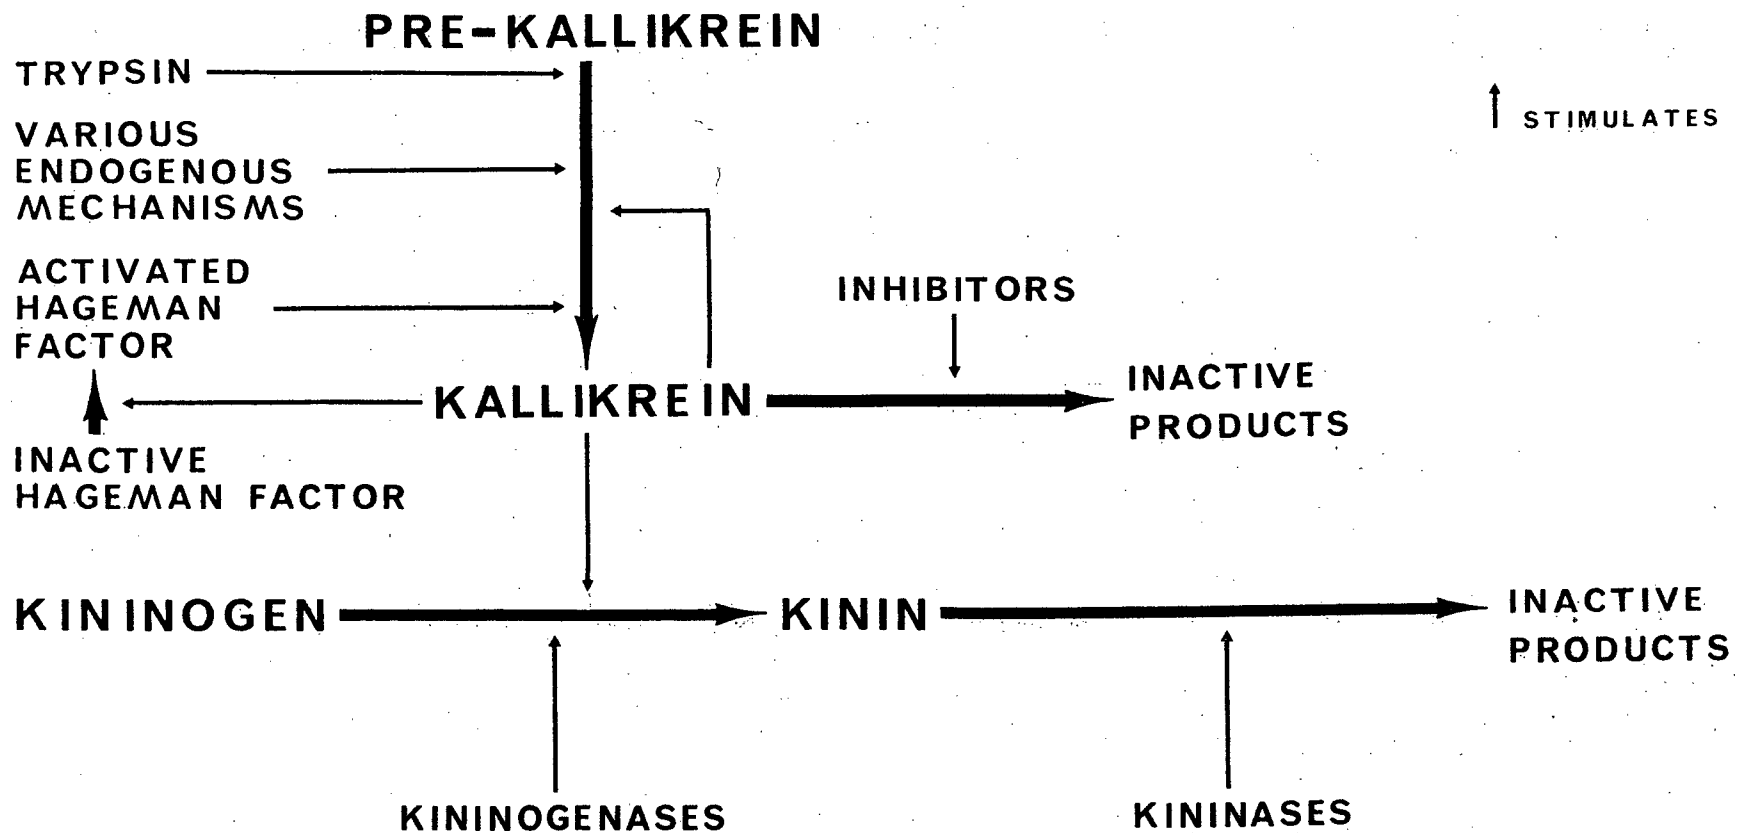 PRE-KALLIKREIN
TRYPSIN
STIMULATES
VARIOUS
ENDOGENOUS
MECHANISMS
ACTIVATED
HAGEMAN
FACTOR
INHIBITORS
KALLIKREIN
INACTIVE
PRODUCTS
INACTIVE
HAGEMAN FACTOR
KININOGEN
KININ
INACTIVE
PRODUCTS
KININOGENASES
KININASES